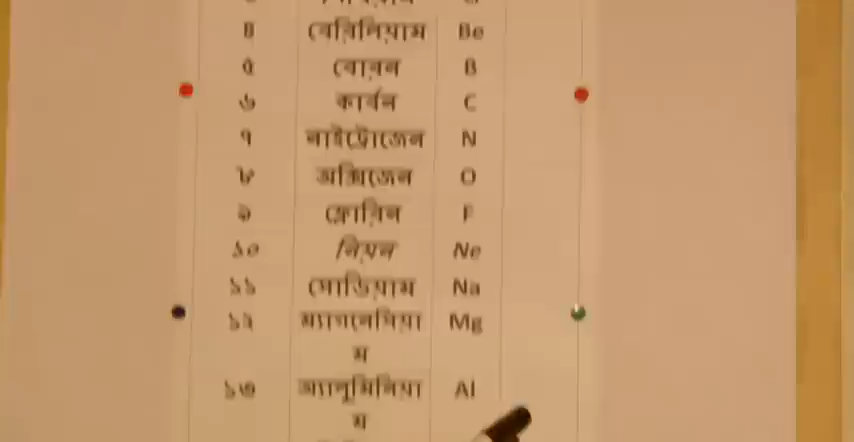 ৪ বেরিলিয়াম Be
৫ বোরন B
৬ কার্বন C
৭ নাইট্রোজেন N
৮ অক্সিজেন O
৯ ফ্লোরিন F
১০ নিয়ন Ne
১১ সোডিয়াম Na
১২ ম্যাগনেসিয়া Mg
ম
১৩ অ্যালুমিনিয়া Al
ম